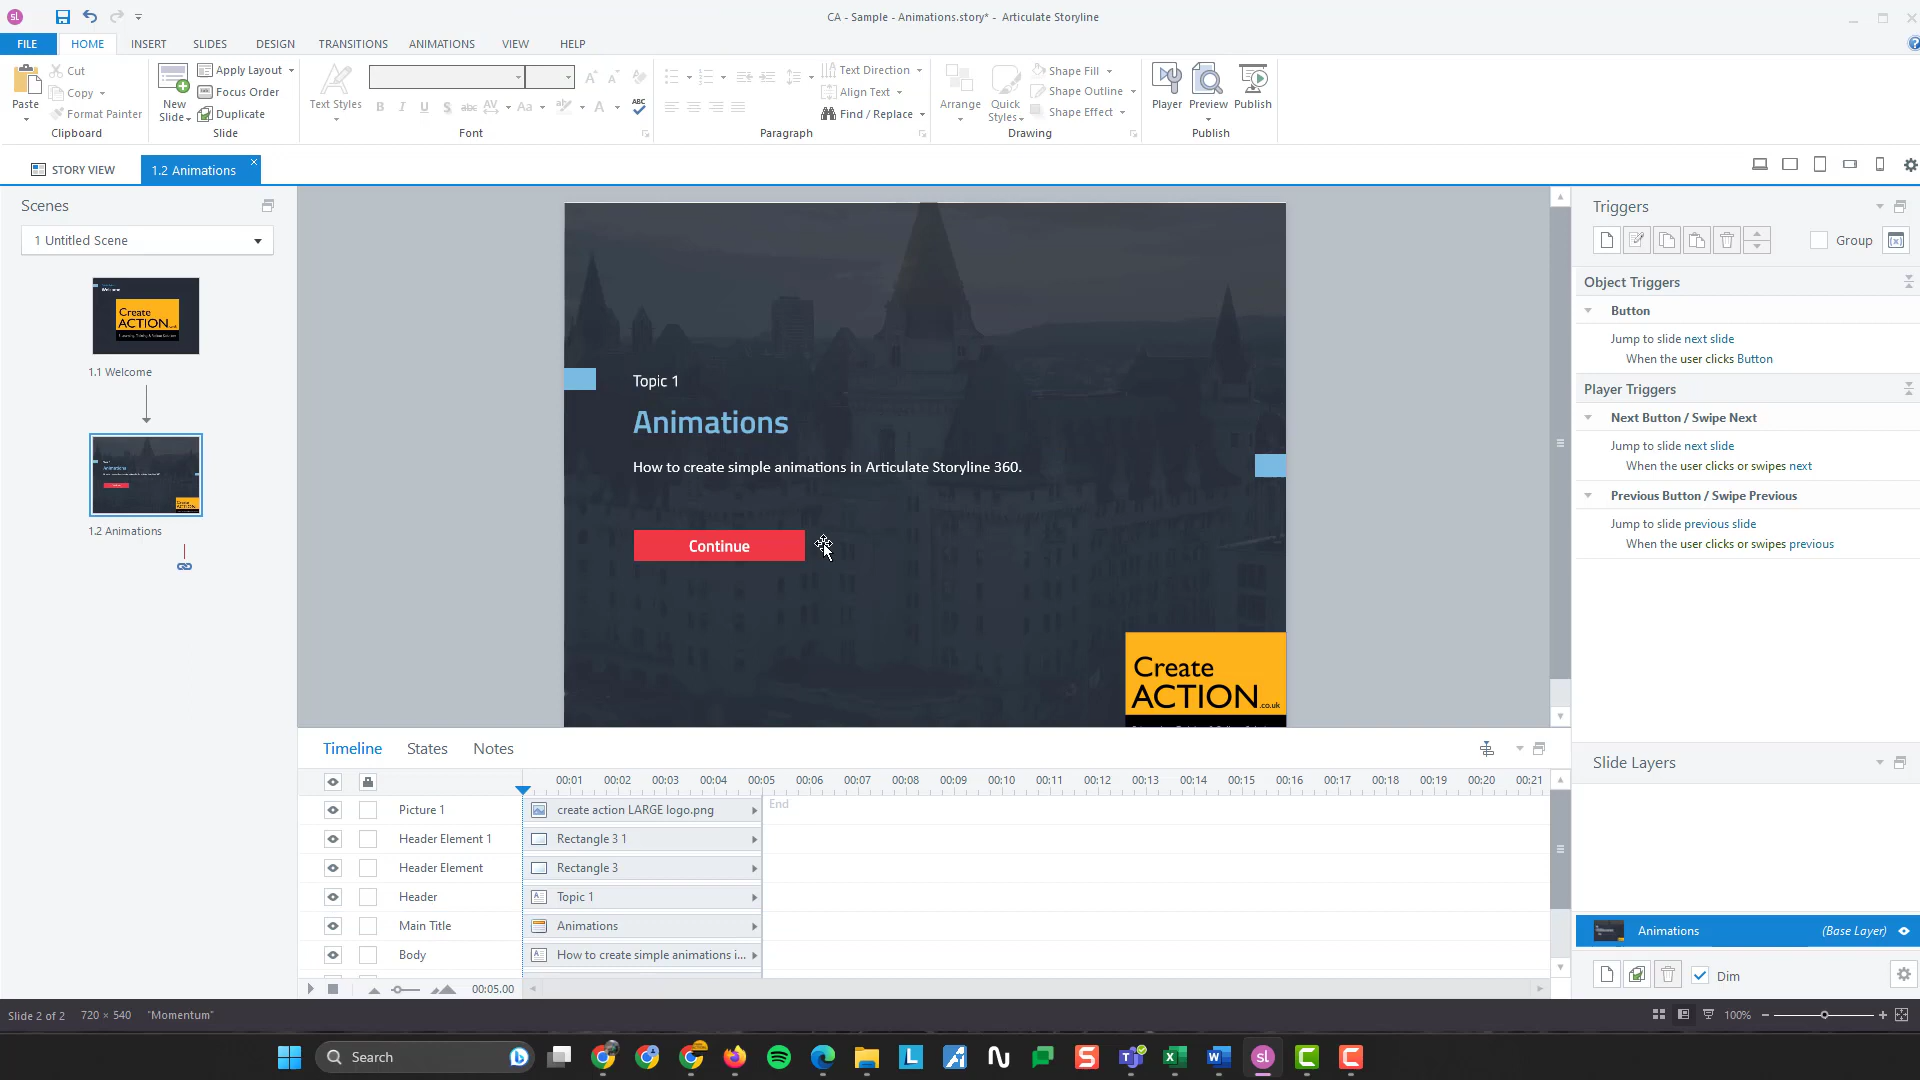 sl
CA - Sample - Animations.story* - Articulate Storyline
FILE HOME INSERT SLIDES DESIGN TRANSITIONS ANIMATIONS VIEW HELP
Paste
Cut
Copy
Format Painter
Clipboard
New Slide
Apply Layout
Focus Order
Duplicate
Slide
Text Styles
B I U S abc AV Aa A ABC
Font
Text Direction
Align Text
Find / Replace
Paragraph
Arrange
Quick Styles
Shape Fill
Shape Outline
Shape Effect
Drawing
Player
Preview
Publish
Publish
STORY VIEW
1.2 Animations
Scenes
1 Untitled Scene
Welcome
Create
ACTION
1.1 Welcome
1.2 Animations
Topic 1
Animations
How to create simple animations in Articulate Storyline 360.
Continue
Create
ACTION.co.uk
Timeline States Notes
00:01 00:02 00:03 00:04 00:05 00:06 00:07 00:08 00:09 00:10 00:11 00:12 00:13 00:14 00:15 00:16 00:17 00:18 00:19 00:20 00:21
Picture 1 create action LARGE logo.png End
Header Element 1 Rectangle 3 1
Header Element Rectangle 3
Header Topic 1
Main Title Animations
Body How to create simple animations i...
00:05.00
Triggers
Group
Object Triggers
Button
Jump to slide next slide
When the user clicks Button
Player Triggers
Next Button / Swipe Next
Jump to slide next slide
When the user clicks or swipes next
Previous Button / Swipe Previous
Jump to slide previous slide
When the user clicks or swipes previous
Slide Layers
Animations (Base Layer)
Dim
Slide 2 of 2 720 × 540 "Momentum" 100%
Search